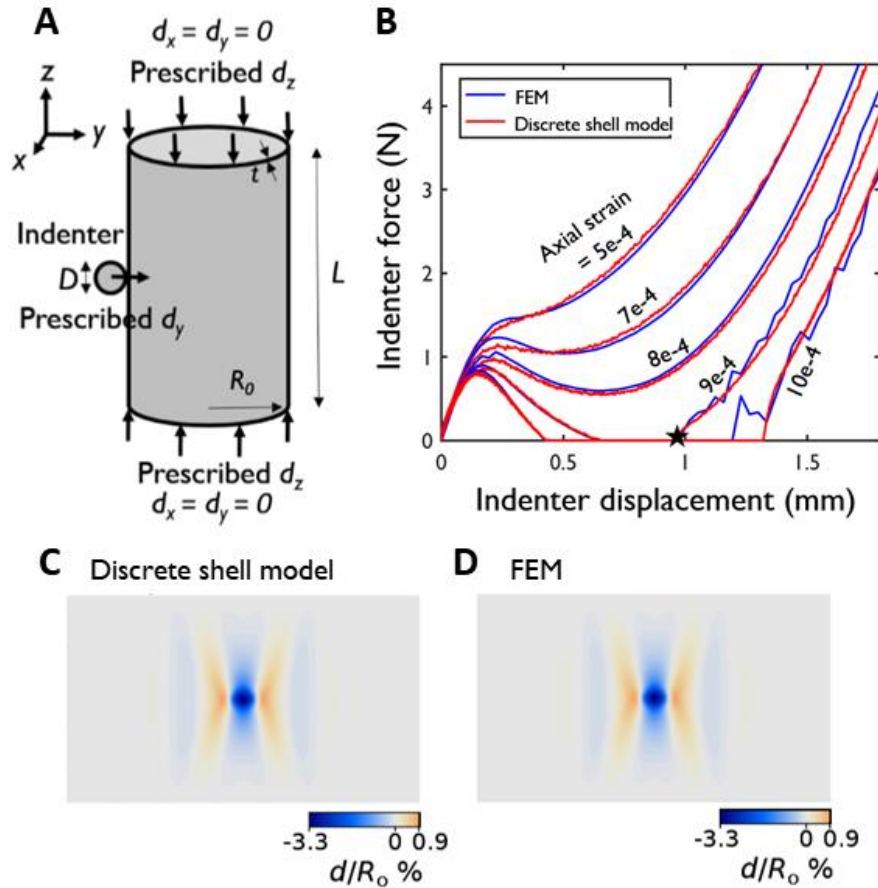 A
d_x = d_y = 0
Prescribed d_z
z
y
x
t
Indenter
D
L
Prescribed d_y
R_0
Prescribed d_z
d_x = d_y = 0
B
FEM
Discrete shell model
Indenter force (N)
4
3
2
1
0
Axial strain
= 5e-4
7e-4
8e-4
9e-4
10e-4
0
0.5
1
1.5
Indenter displacement (mm)
C Discrete shell model
-3.3
0 0.9
d/R_o %
D FEM
-3.3
0 0.9
d/R_o %